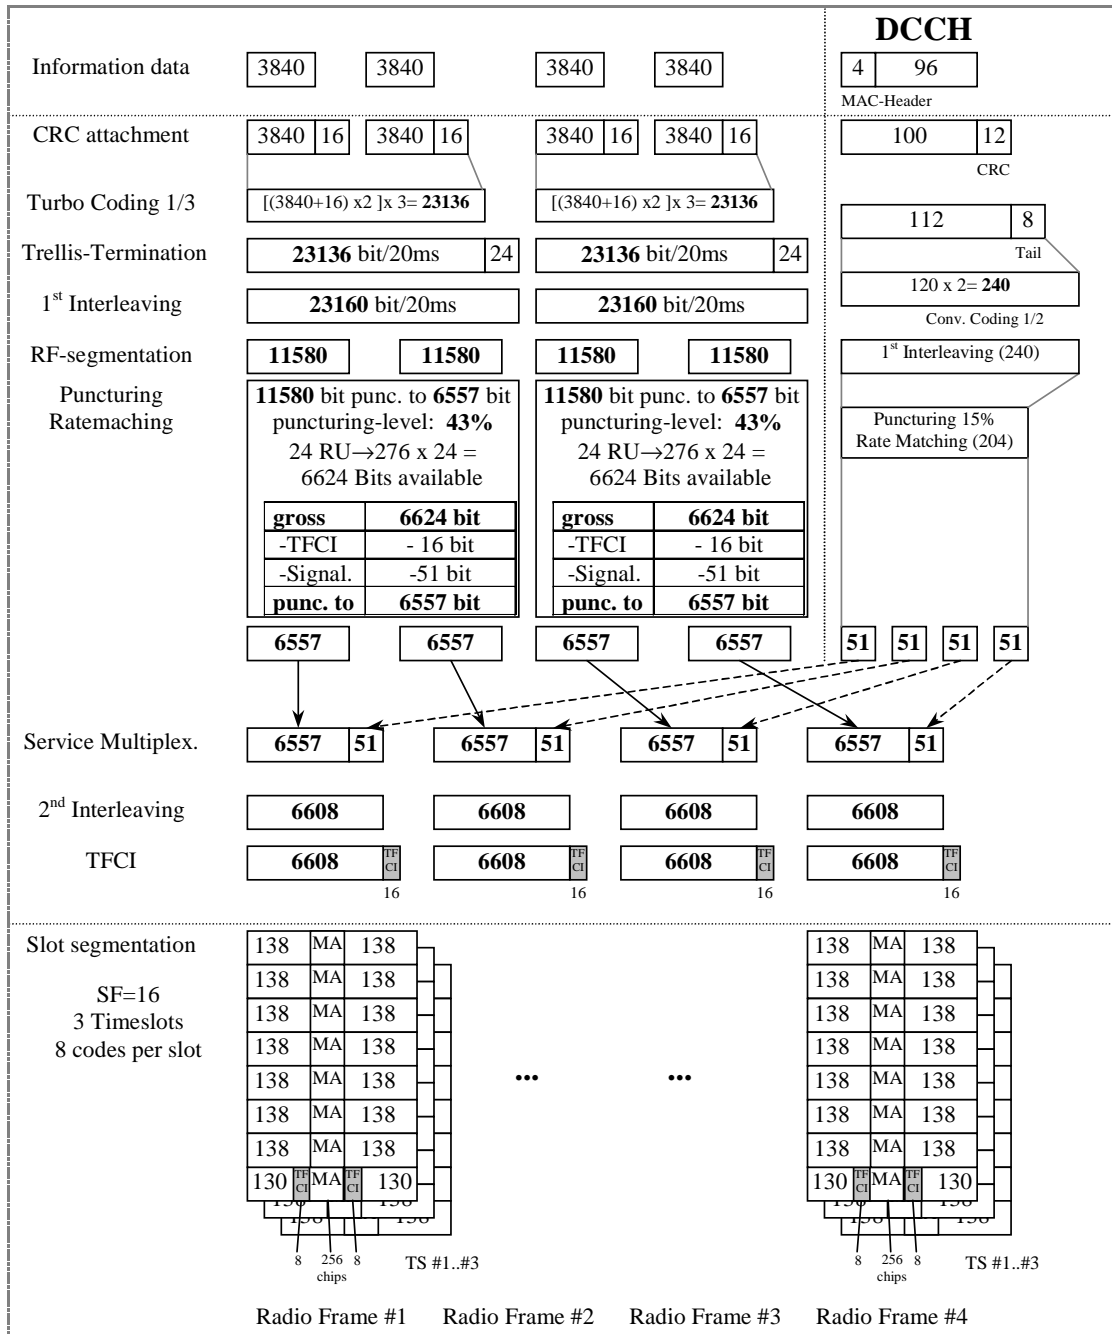 DCCH
Information data
3840 3840 3840 3840 4 96
MAC-Header
CRC attachment
3840 16 3840 16 3840 16 3840 16 100 12
CRC
Turbo Coding 1/3
[(3840+16) x2 ]x 3= 23136 [(3840+16) x2 ]x 3= 23136
112 8
Tail
Trellis-Termination
23136 bit/20ms 24 23136 bit/20ms 24
120 x 2= 240
Conv. Coding 1/2
1st Interleaving
23160 bit/20ms 23160 bit/20ms
RF-segmentation
11580 11580 11580 11580
1st Interleaving (240)
Puncturing
Ratemaching
11580 bit punc. to 6557 bit
puncturing-level: 43%
24 RU→276 x 24 =
6624 Bits available
gross 6624 bit
-TFCI - 16 bit
-Signal. -51 bit
punc. to 6557 bit
11580 bit punc. to 6557 bit
puncturing-level: 43%
24 RU→276 x 24 =
6624 Bits available
gross 6624 bit
-TFCI - 16 bit
-Signal. -51 bit
punc. to 6557 bit
Puncturing 15%
Rate Matching (204)
6557 6557 6557 6557 51 51 51 51
Service Multiplex.
6557 51 6557 51 6557 51 6557 51
2nd Interleaving
6608 6608 6608 6608
TFCI
6608 TF CI 6608 TF CI 6608 TF CI 6608 TF CI
16 16 16 16
Slot segmentation
SF=16
3 Timeslots
8 codes per slot
138 MA 138 138 MA 138
138 MA 138 138 MA 138
138 MA 138 138 MA 138
138 MA 138 138 MA 138
138 MA 138 ... ... 138 MA 138
138 MA 138 138 MA 138
138 MA 138 138 MA 138
130 TF CI MA TF CI 130 130 TF CI MA TF CI 130
8 256 chips 8 TS #1..#3 8 256 chips 8 TS #1..#3
Radio Frame #1 Radio Frame #2 Radio Frame #3 Radio Frame #4